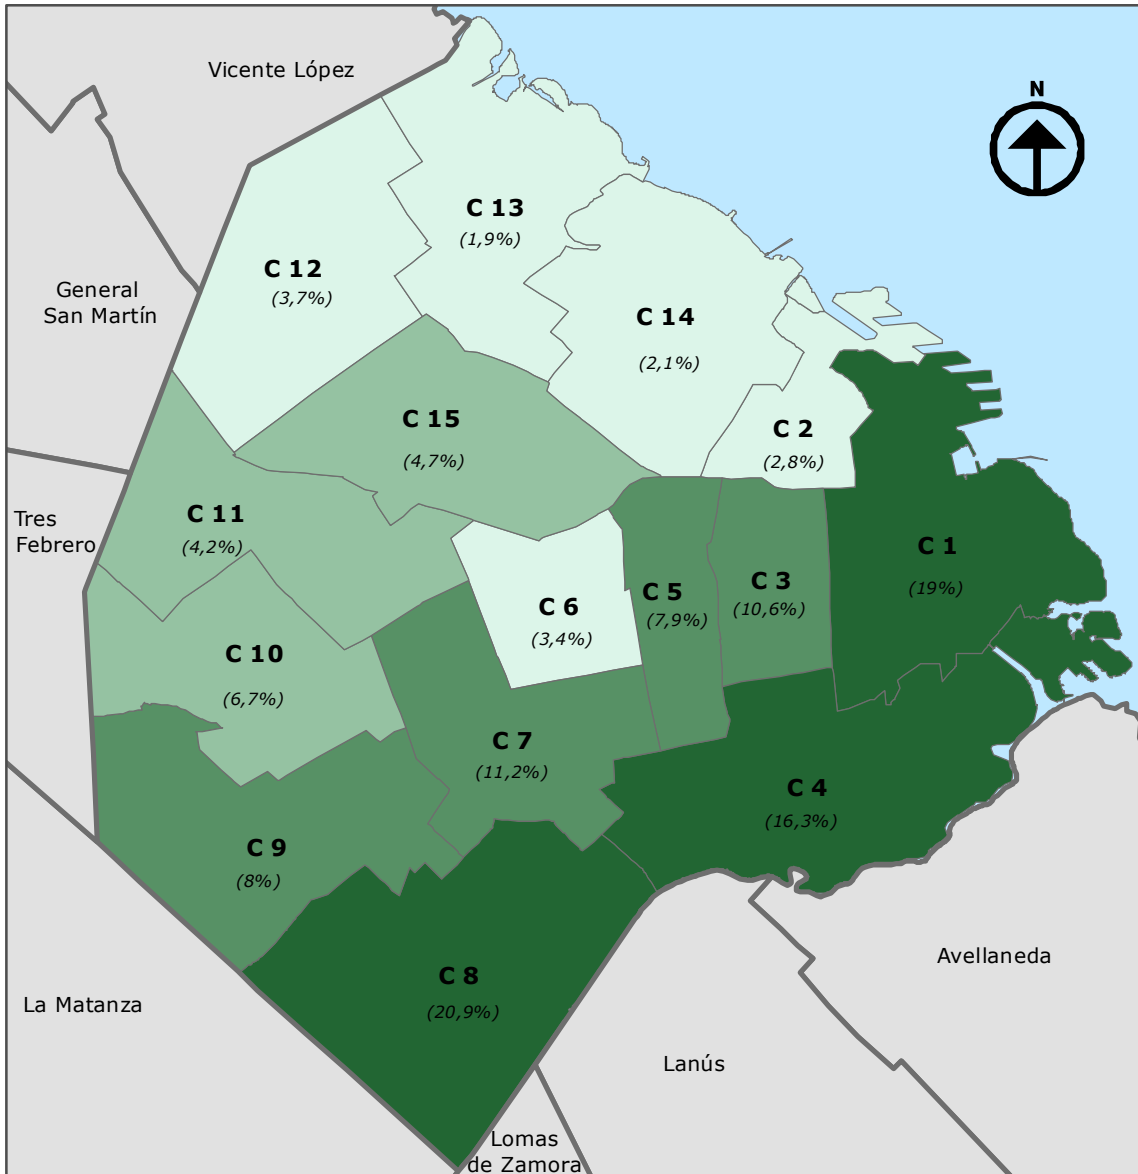 Vicente López
N
C 13
(1,9%)
C 12
(3,7%)
General
San Martín
C 14
(2,1%)
C 15
(4,7%)
C 2
(2,8%)
Tres
Febrero
C 11
(4,2%)
C 1
(19%)
C 3
(10,6%)
C 5
(7,9%)
C 6
(3,4%)
C 10
(6,7%)
C 7
(11,2%)
C 4
(16,3%)
C 9
(8%)
Avellaneda
C 8
(20,9%)
La Matanza
Lanús
Lomas
de Zamora